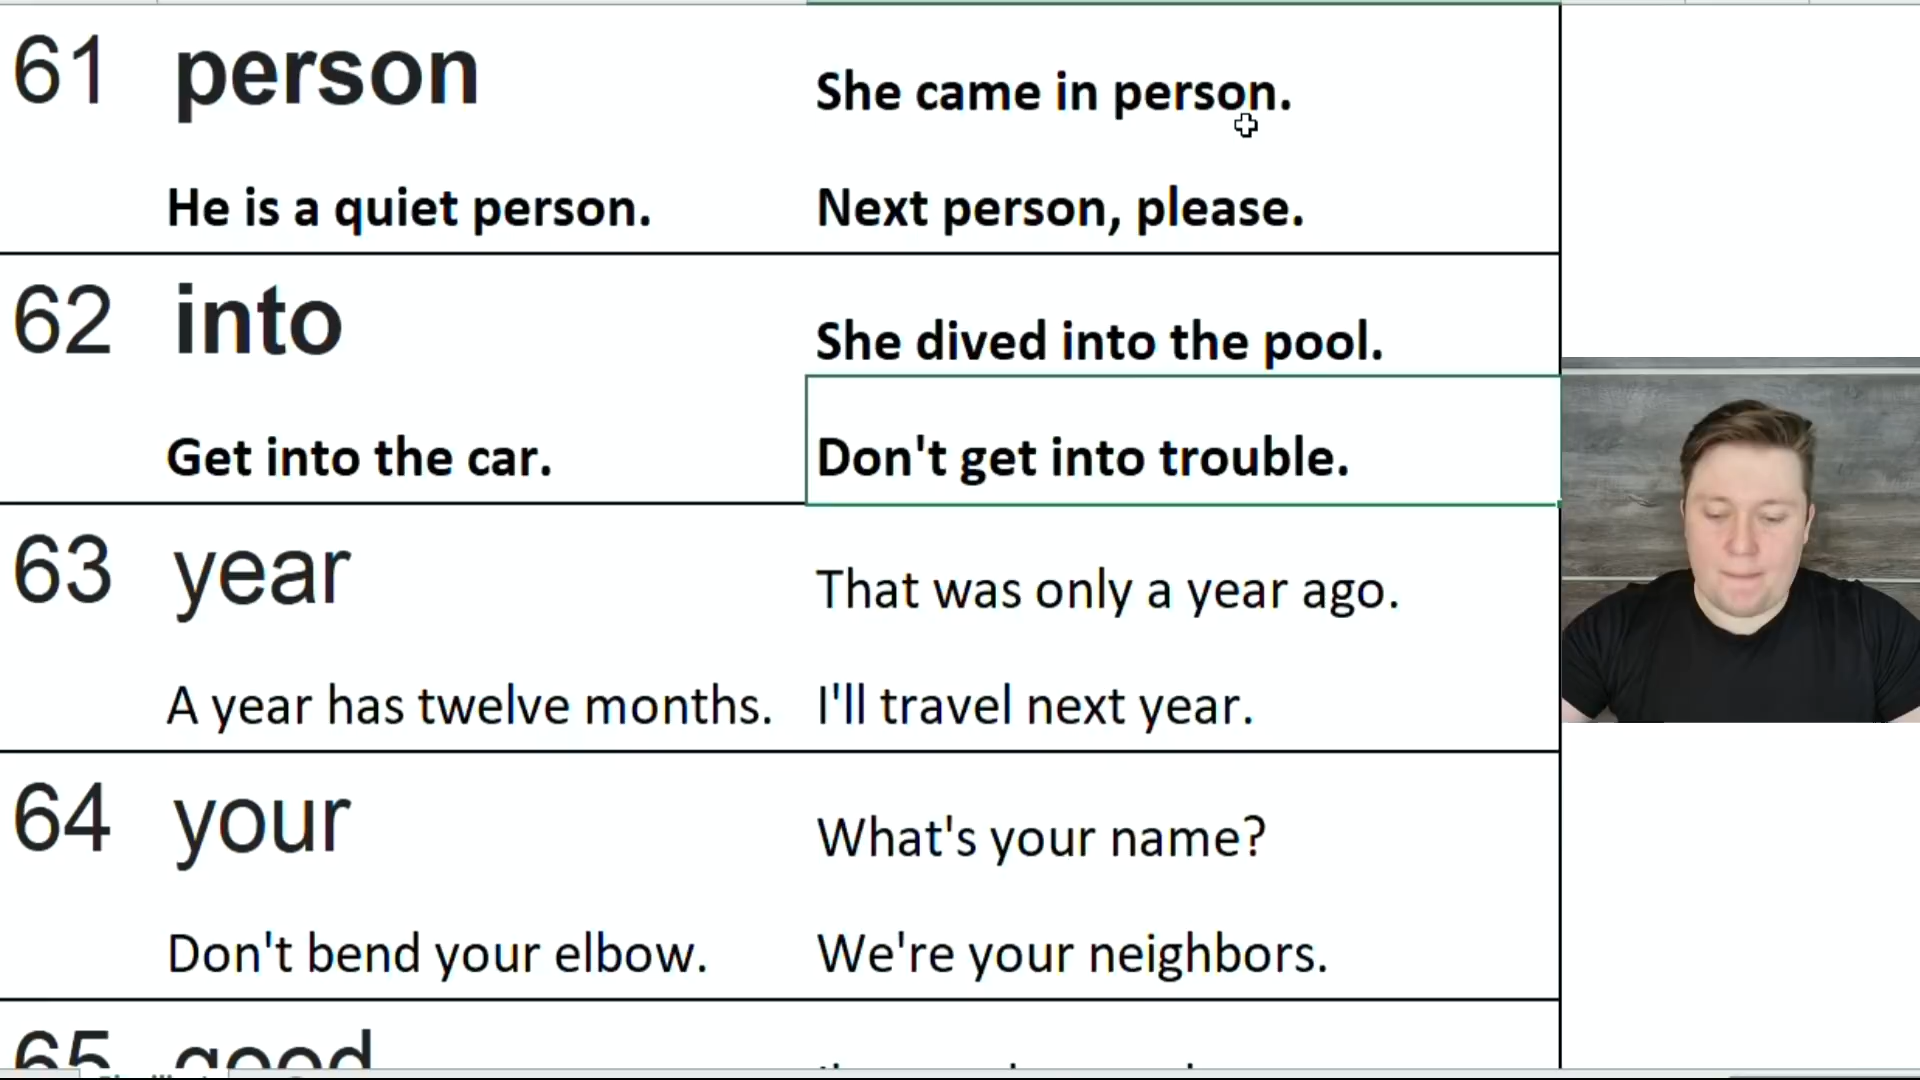 61 person She came in person.
He is a quiet person. Next person, please.
62 into She dived into the pool.
Get into the car. Don't get into trouble.
63 year That was only a year ago.
A year has twelve months. I'll travel next year.
64 your What's your name?
Don't bend your elbow. We're your neighbors.
65 good